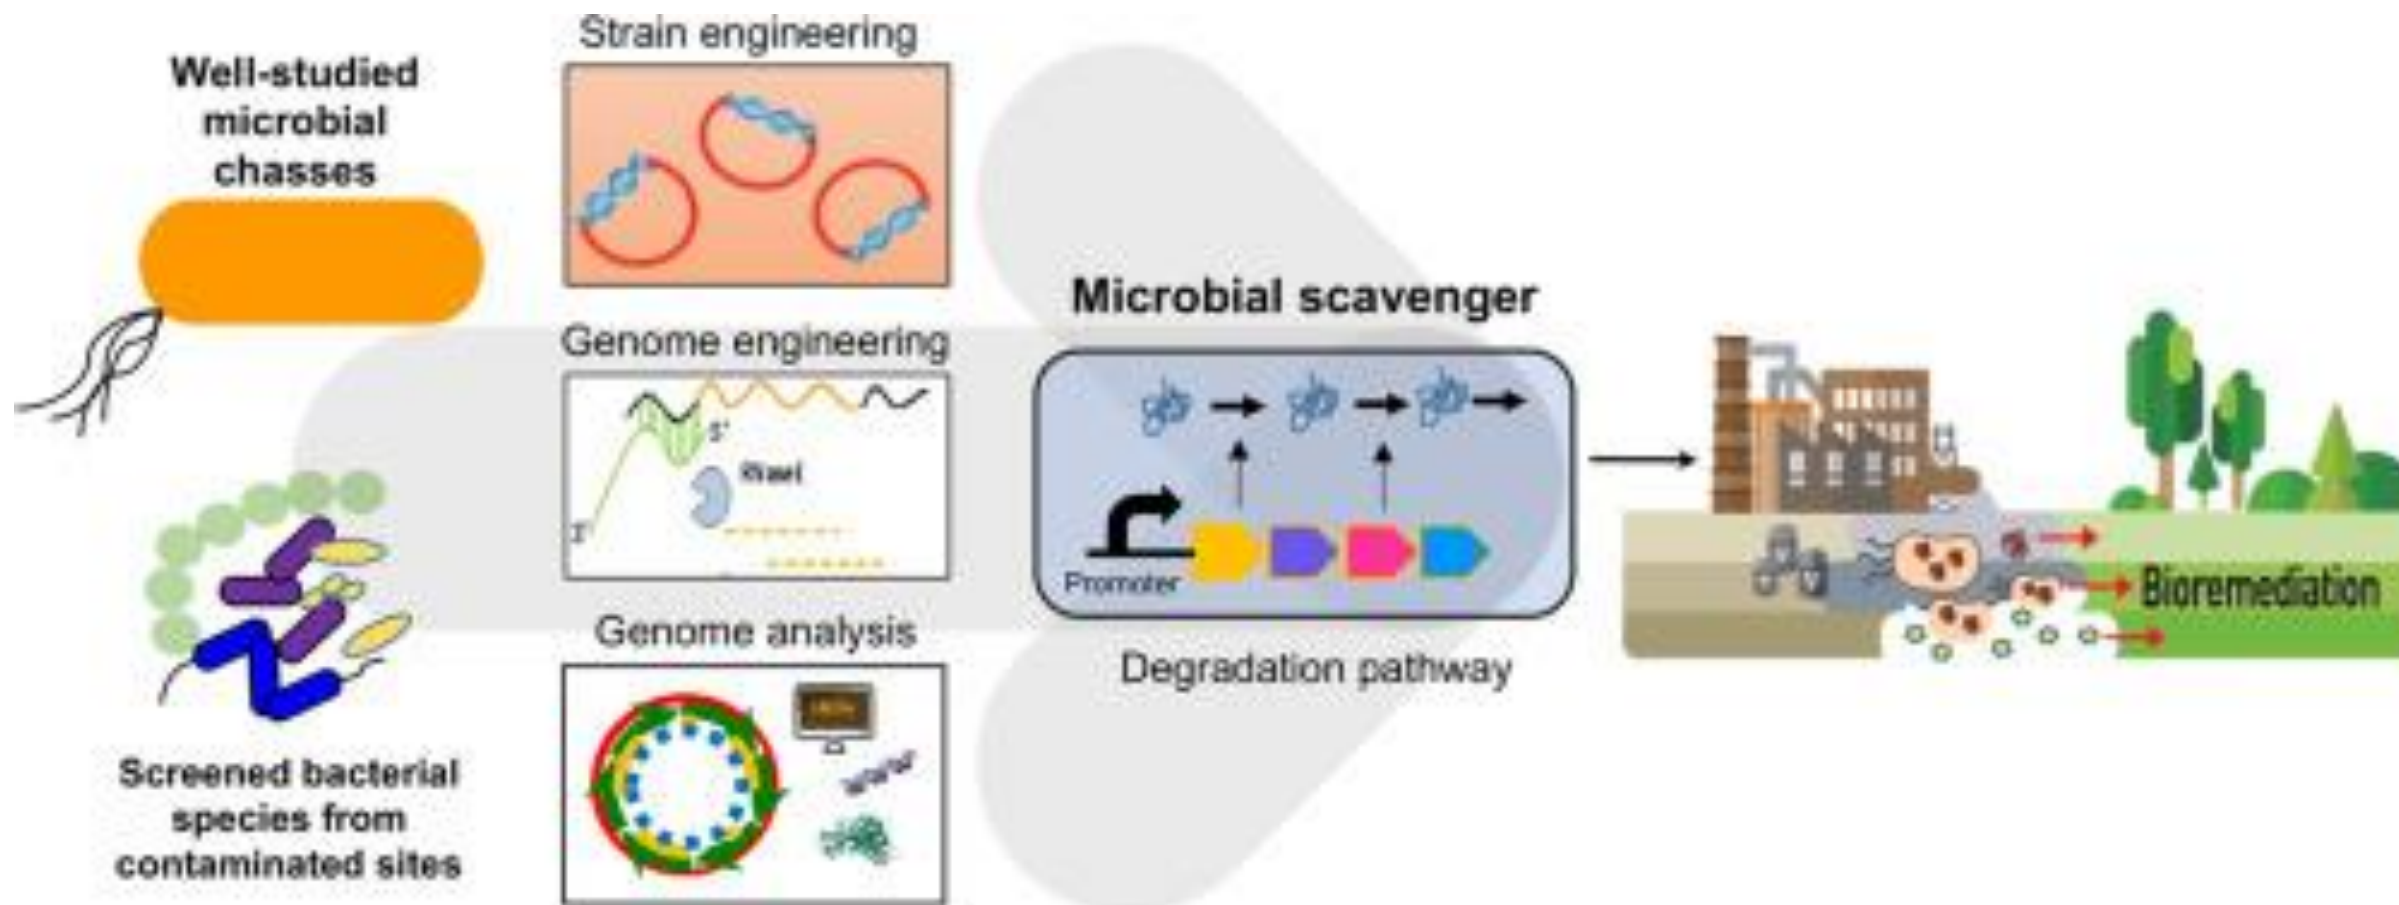 Well-studied
microbial
chasses
Strain engineering
Genome engineering
5'
3'
Genome analysis
Screened bacterial
species from
contaminated sites
Microbial scavenger
Promoter
Degradation pathway
Bioremediation